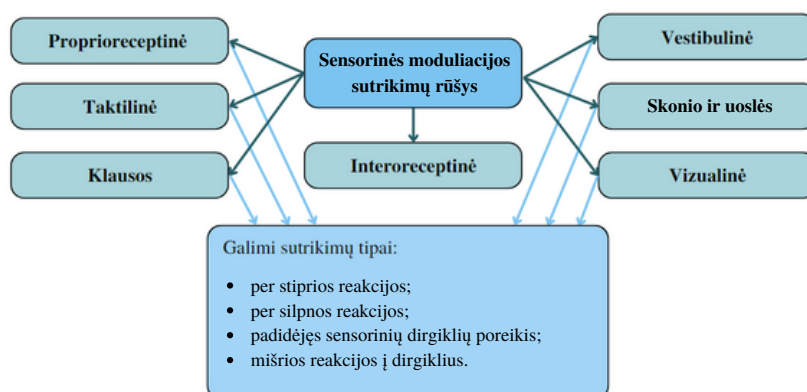 Proprioreceptinė
Sensorinės moduliacijos
sutrikimų rūšys
Vestibulinė
Taktilinė
Skonio ir uoslės
Klausos
Interoreceptinė
Vizualinė
Galimi sutrikimų tipai:
• per stiprios reakcijos;
• per silpnos reakcijos;
• padidėjęs sensorinių dirgiklių poreikis;
• mišrios reakcijos į dirgiklius.